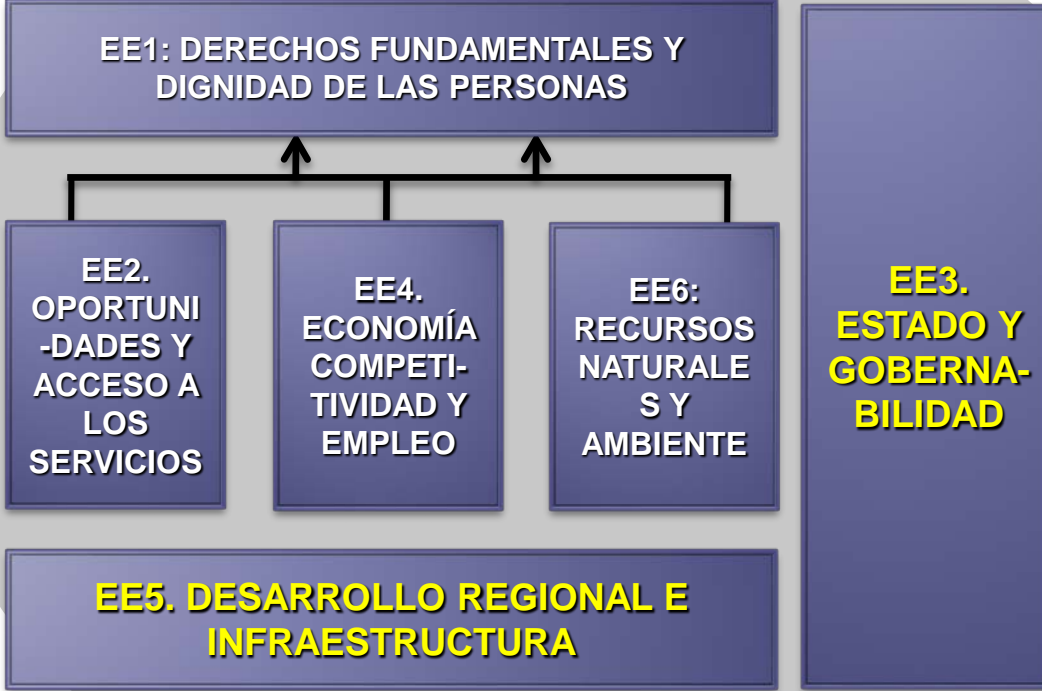 EE1: DERECHOS FUNDAMENTALES Y
DIGNIDAD DE LAS PERSONAS
EE2.
OPORTUNI
-DADES Y
ACCESO A
LOS
SERVICIOS
EE4.
ECONOMÍA
COMPETI-
TIVIDAD Y
EMPLEO
EE6:
RECURSOS
NATURALE
S Y
AMBIENTE
EE3.
ESTADO Y
GOBERNA-
BILIDAD
EE5. DESARROLLO REGIONAL E
INFRAESTRUCTURA